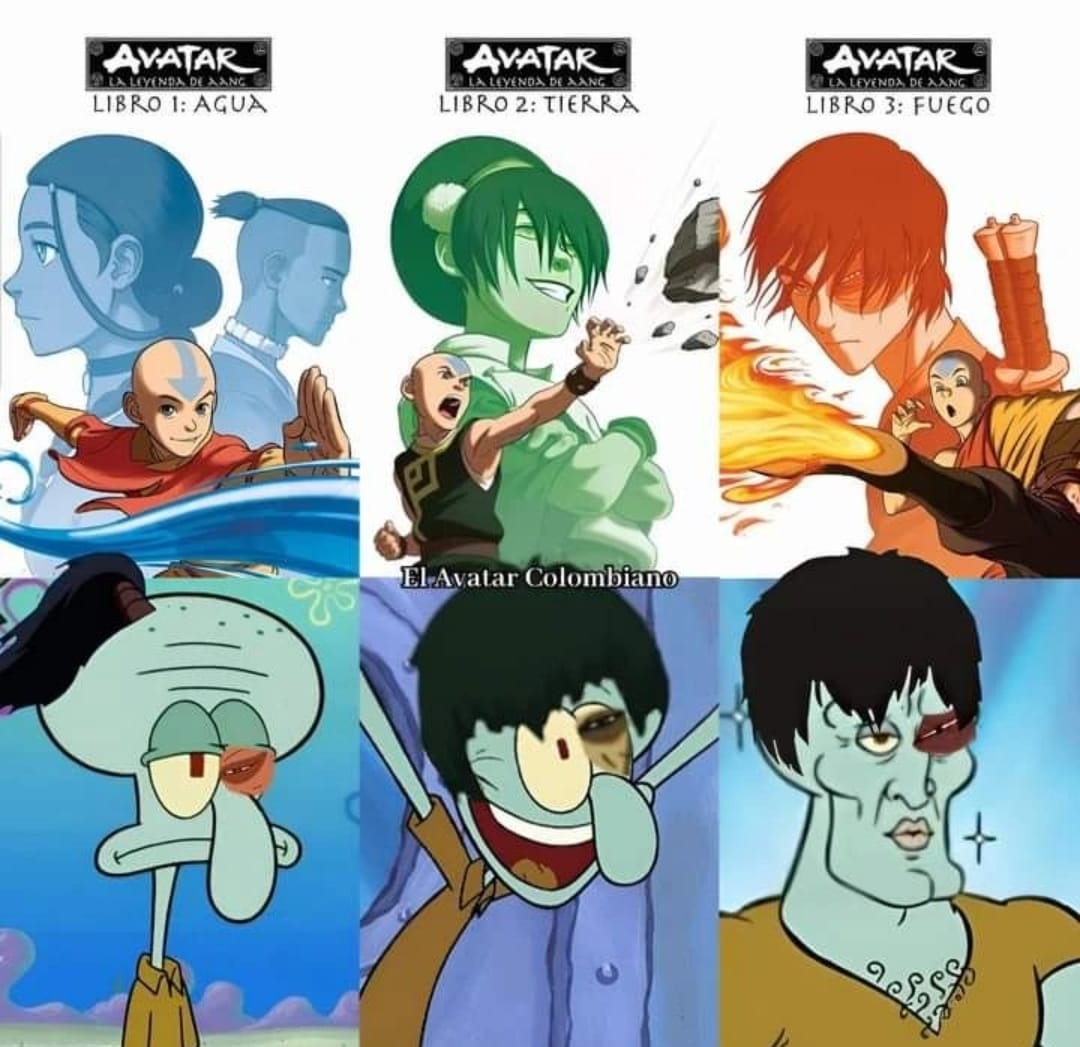 AVATAR
LA LEYENDA DE AANG
LIBRO 1: AGUA
AVATAR
LA LEYENDA DE AANG
LIBRO 2: TIERRA
AVATAR
LA LEYENDA DE AANG
LIBRO 3: FUEGO
El Avatar Colombiano